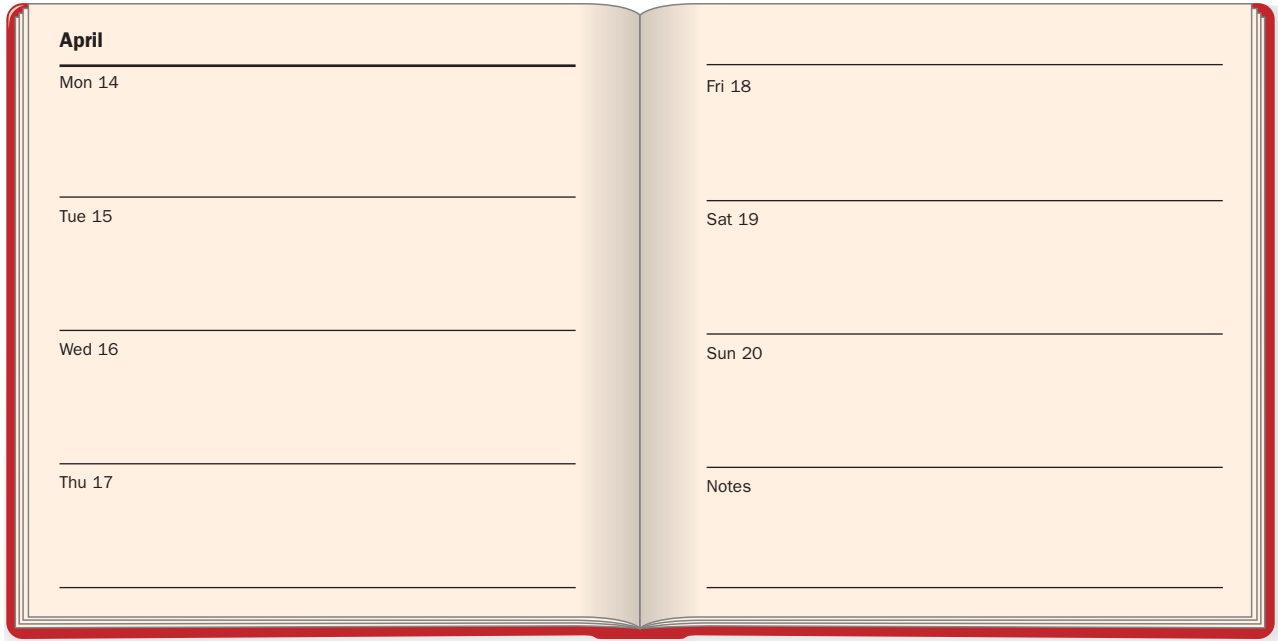 April
Mon 14
Tue 15
Wed 16
Thu 17
Fri 18
Sat 19
Sun 20
Notes